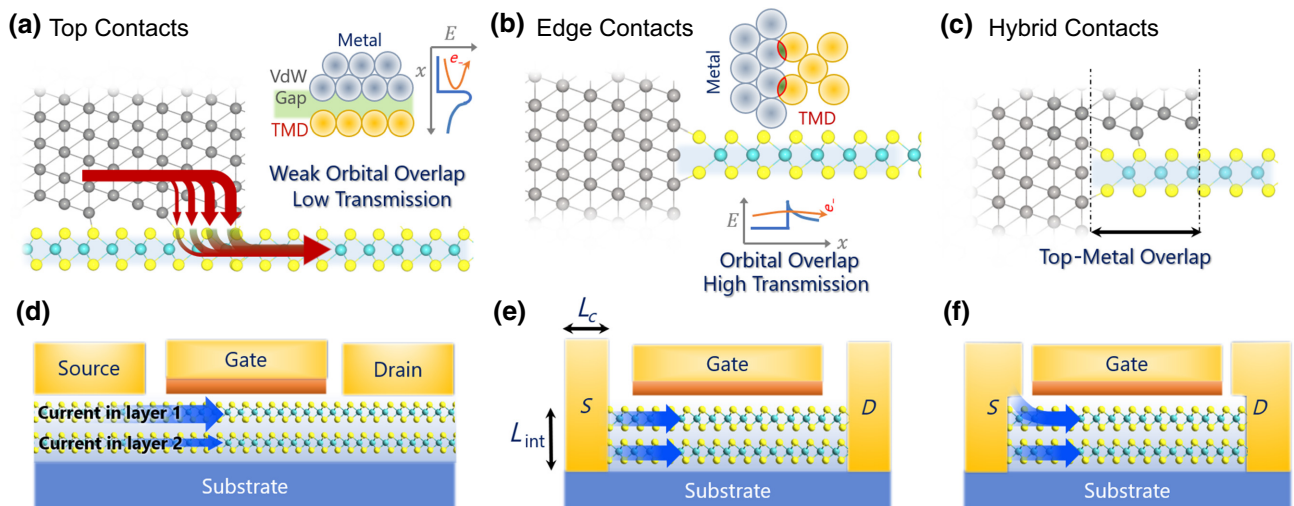 (a) Top Contacts
Metal
VdW
Gap
TMD
E
x
e-
Weak Orbital Overlap
Low Transmission
(b) Edge Contacts
Metal
TMD
E
e-
x
Orbital Overlap
High Transmission
(c) Hybrid Contacts
Top-Metal Overlap
(d)
Source
Gate
Drain
Current in layer 1
Current in layer 2
Substrate
(e)
Lc
Gate
S
D
Lint
Substrate
(f)
Gate
S
D
Substrate